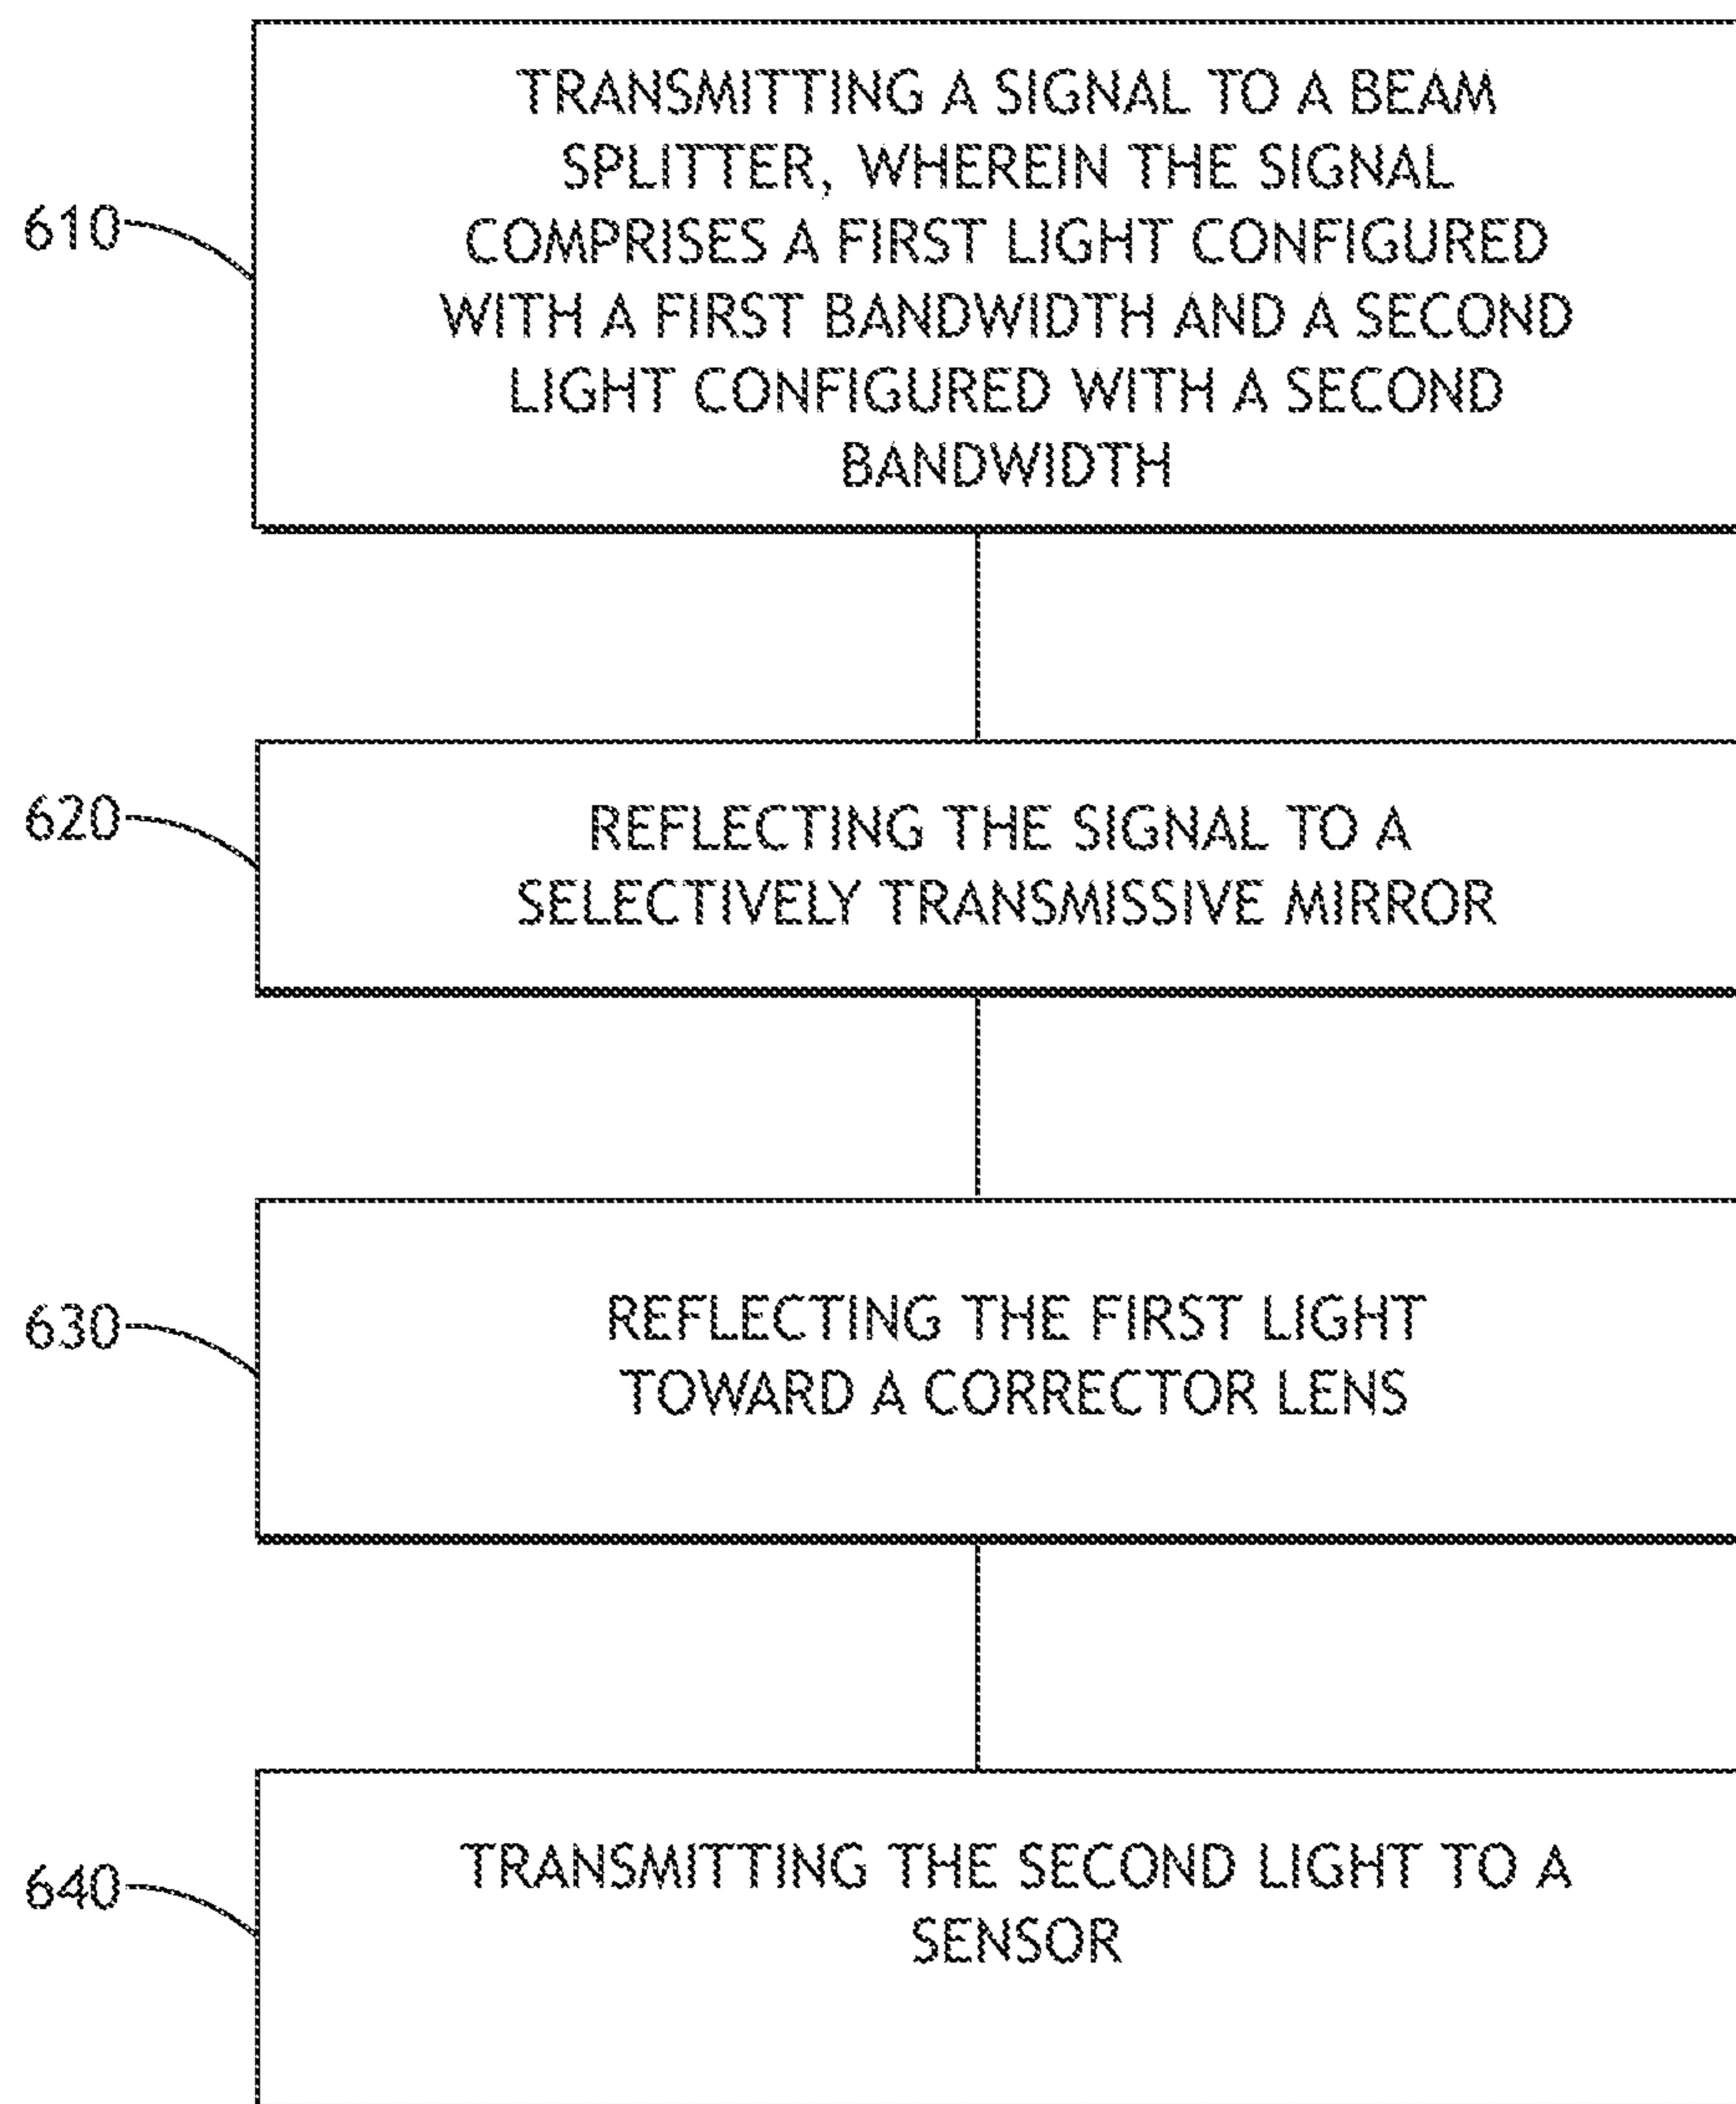 610
TRANSMITTING A SIGNAL TO A BEAM
SPLITTER, WHEREIN THE SIGNAL
COMPRISES A FIRST LIGHT CONFIGURED
WITH A FIRST BANDWIDTH AND A SECOND
LIGHT CONFIGURED WITH A SECOND
BANDWIDTH
620
REFLECTING THE SIGNAL TO A
SELECTIVELY TRANSMISSIVE MIRROR
630
REFLECTING THE FIRST LIGHT
TOWARD A CORRECTOR LENS
640
TRANSMITTING THE SECOND LIGHT TO A
SENSOR